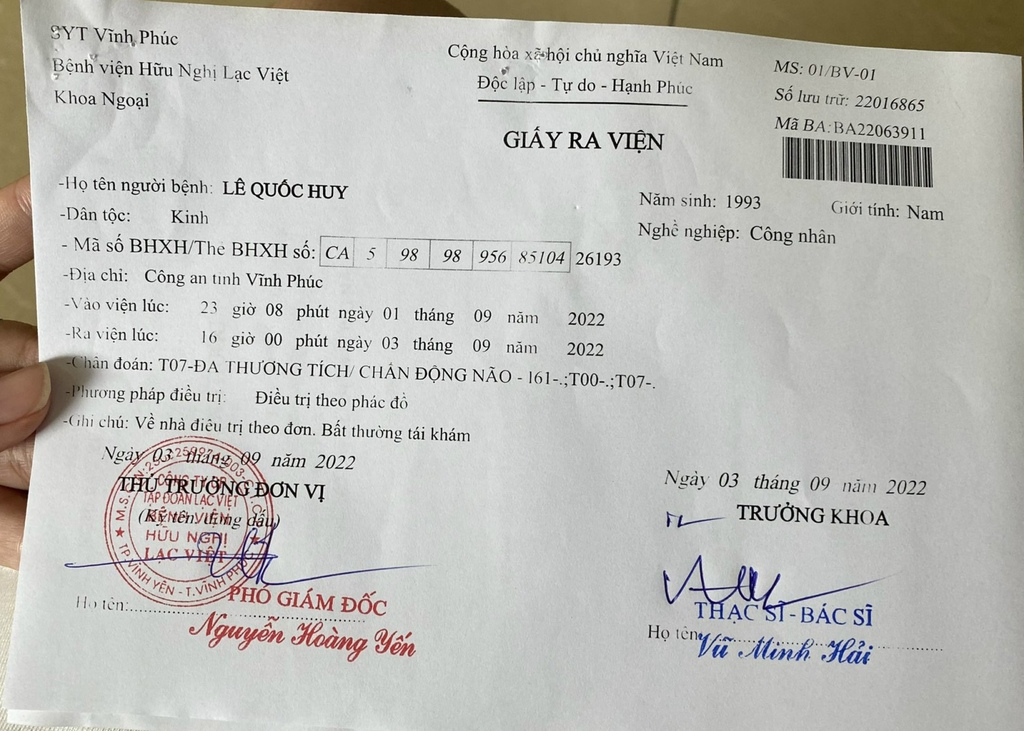 SYT Vĩnh Phúc
Bệnh viện Hữu Nghị Lạc Việt
Khoa Ngoại
Cộng hòa xã hội chủ nghĩa Việt Nam
Độc lập - Tự do - Hạnh Phúc
MS: 01/BV-01
Số lưu trữ: 22016865
Mã BA:BA22063911
GIẤY RA VIỆN
-Họ tên người bệnh: LÊ QUỐC HUY
Năm sinh: 1993 Giới tính: Nam
-Dân tộc: Kinh
Nghề nghiệp: Công nhân
- Mã số BHXH/The BHXH số: CA 5 98 98 956 85104 26193
-Địa chỉ: Công an tỉnh Vĩnh Phúc
-Vào viện lúc: 23 giờ 08 phút ngày 01 tháng 09 năm 2022
-Ra viện lúc: 16 giờ 00 phút ngày 03 tháng 09 năm 2022
-Chẩn đoán: T07-ĐA THƯƠNG TÍCH/ CHẤN ĐỘNG NÃO - I61-.;T00-.;T07-.
-Phương pháp điều trị: Điều trị theo phác đồ
-Ghi chú: Về nhà điều trị theo đơn. Bất thường tái khám
Ngày 03 tháng 09 năm 2022
THỦ TRƯỞNG ĐƠN VỊ
(Ký tên đóng dấu)
CÔNG TY CP
TẬP ĐOÀN LẠC VIỆT
BỆNH VIỆN
HỮU NGHỊ
LẠC VIỆT
TP.VĨNH YÊN - T.VĨNH PHÚC
PHÓ GIÁM ĐỐC
Họ tên:
Nguyễn Hoàng Yến
Ngày 03 tháng 09 năm 2022
TRƯỞNG KHOA
THẠC SĨ - BÁC SĨ
Họ tên
Vũ Minh Hải